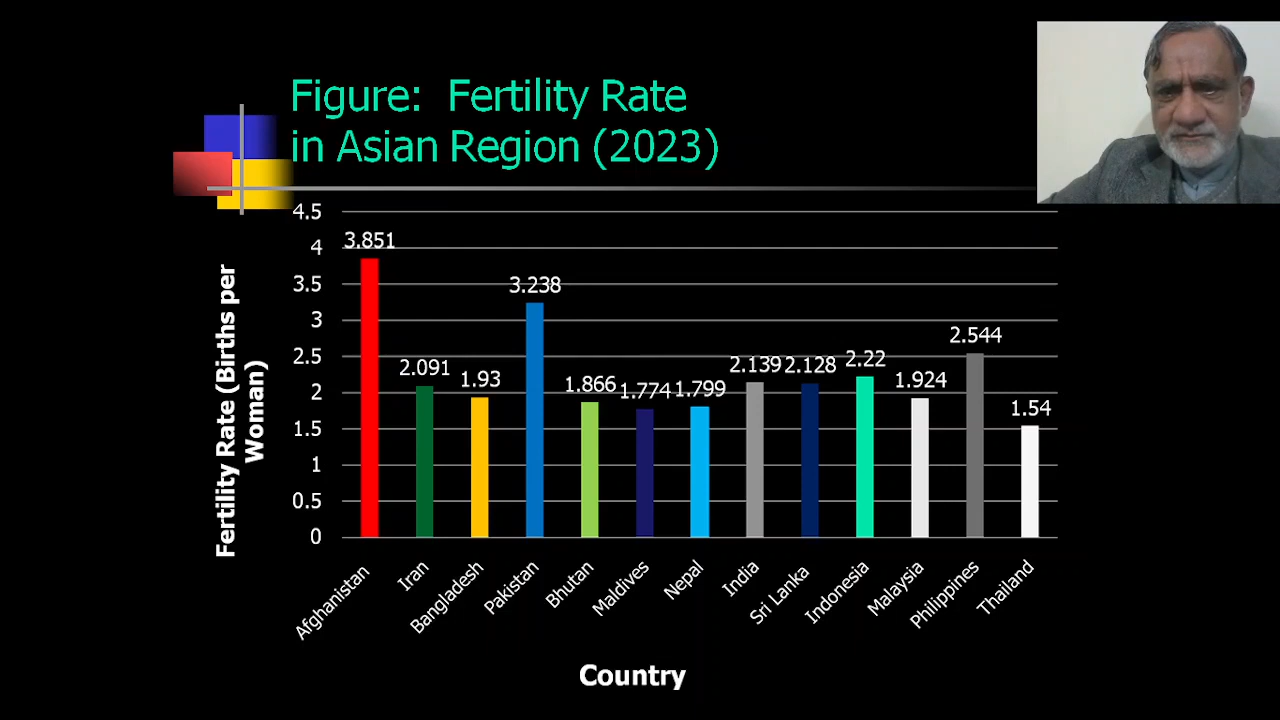 Figure:  Fertility Rate
in Asian Region (2023)
Fertility Rate (Births per
Woman)
4.5
4
3.5
3
2.5
2
1.5
1
0.5
0
3.851
2.091
1.93
3.238
1.866
1.774
1.799
2.139
2.128
2.22
1.924
2.544
1.54
Afghanistan
Iran
Bangladesh
Pakistan
Bhutan
Maldives
Nepal
India
Sri Lanka
Indonesia
Malaysia
Philippines
Thailand
Country